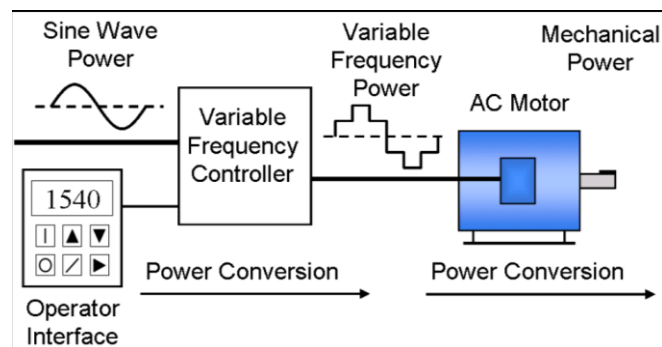 Sine Wave
Power
Variable
Frequency
Power
Mechanical
Power
AC Motor
Variable
Frequency
Controller
1540
Operator
Interface
Power Conversion
Power Conversion